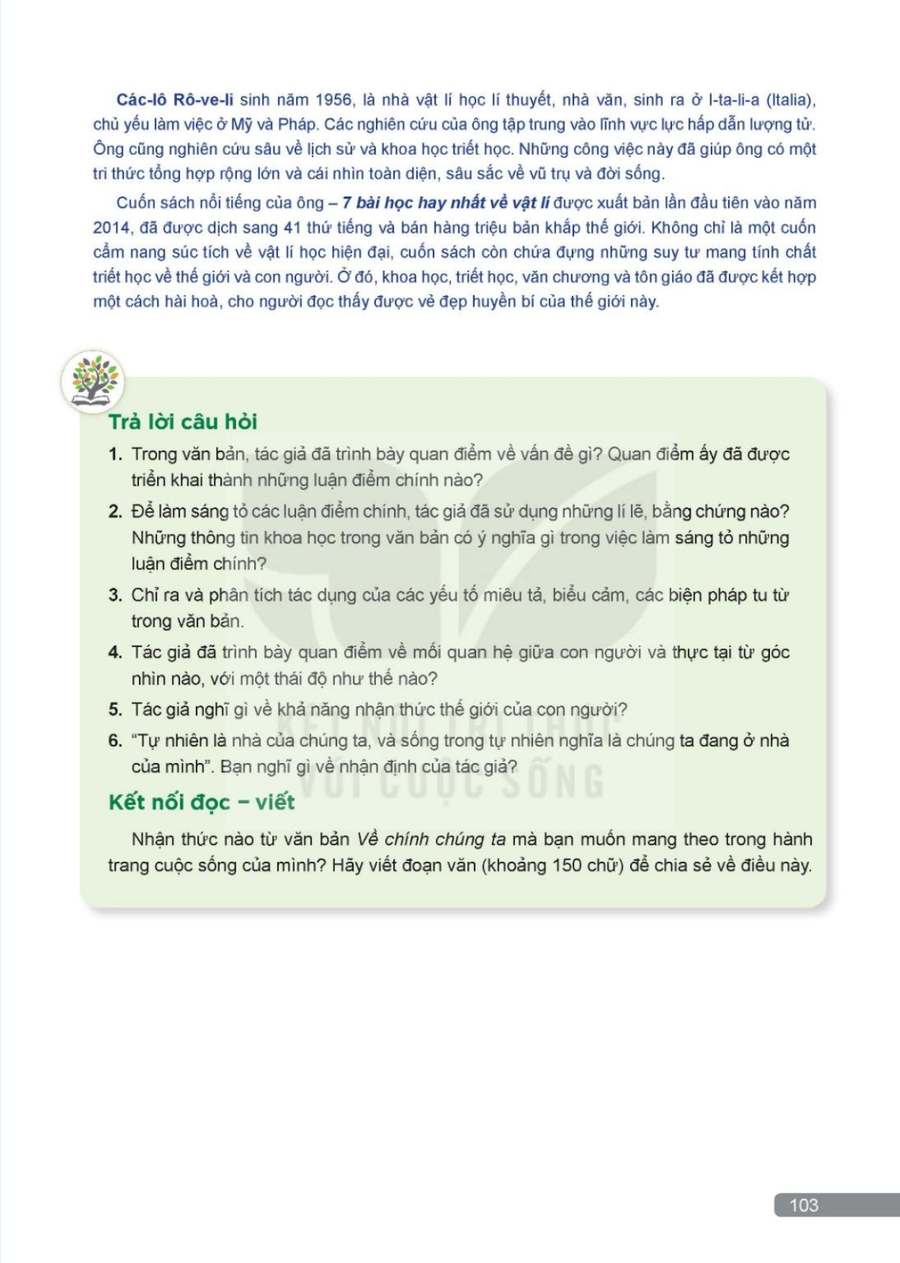 Các-lô Rô-ve-li sinh năm 1956, là nhà vật lí học lí thuyết, nhà văn, sinh ra ở I-ta-li-a (Italia),
chủ yếu làm việc ở Mỹ và Pháp. Các nghiên cứu của ông tập trung vào lĩnh vực lực hấp dẫn lượng tử.
Ông cũng nghiên cứu sâu về lịch sử và khoa học triết học. Những công việc này đã giúp ông có một
tri thức tổng hợp rộng lớn và cái nhìn toàn diện, sâu sắc về vũ trụ và đời sống.
Cuốn sách nổi tiếng của ông – 7 bài học hay nhất về vật lí được xuất bản lần đầu tiên vào năm
2014, đã được dịch sang 41 thứ tiếng và bán hàng triệu bản khắp thế giới. Không chỉ là một cuốn
cẩm nang súc tích về vật lí học hiện đại, cuốn sách còn chứa đựng những suy tư mang tính chất
triết học về thế giới và con người. Ở đó, khoa học, triết học, văn chương và tôn giáo đã được kết hợp
một cách hài hoà, cho người đọc thấy được vẻ đẹp huyền bí của thế giới này.
Trả lời câu hỏi
1. Trong văn bản, tác giả đã trình bày quan điểm về vấn đề gì? Quan điểm ấy đã được
triển khai thành những luận điểm chính nào?
2. Để làm sáng tỏ các luận điểm chính, tác giả đã sử dụng những lí lẽ, bằng chứng nào?
Những thông tin khoa học trong văn bản có ý nghĩa gì trong việc làm sáng tỏ những
luận điểm chính?
3. Chỉ ra và phân tích tác dụng của các yếu tố miêu tả, biểu cảm, các biện pháp tu từ
trong văn bản.
4. Tác giả đã trình bày quan điểm về mối quan hệ giữa con người và thực tại từ góc
nhìn nào, với một thái độ như thế nào?
5. Tác giả nghĩ gì về khả năng nhận thức thế giới của con người?
6. “Tự nhiên là nhà của chúng ta, và sống trong tự nhiên nghĩa là chúng ta đang ở nhà
của mình”. Bạn nghĩ gì về nhận định của tác giả?
KẾT NỐI TRI THỨC
VỚI CUỘC SỐNG
Kết nối đọc – viết
Nhận thức nào từ văn bản Về chính chúng ta mà bạn muốn mang theo trong hành
trang cuộc sống của mình? Hãy viết đoạn văn (khoảng 150 chữ) để chia sẻ về điều này.
103